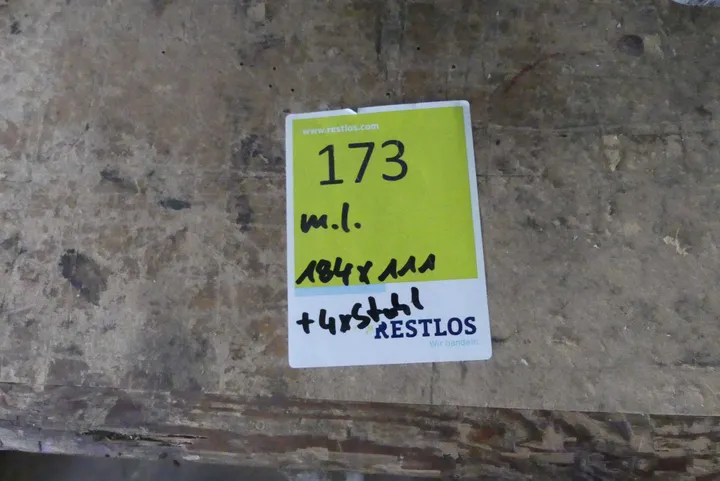 www.restlos.com
173
m.l.
184x111
+4xStuhl
RESTLOS
Wir handeln.